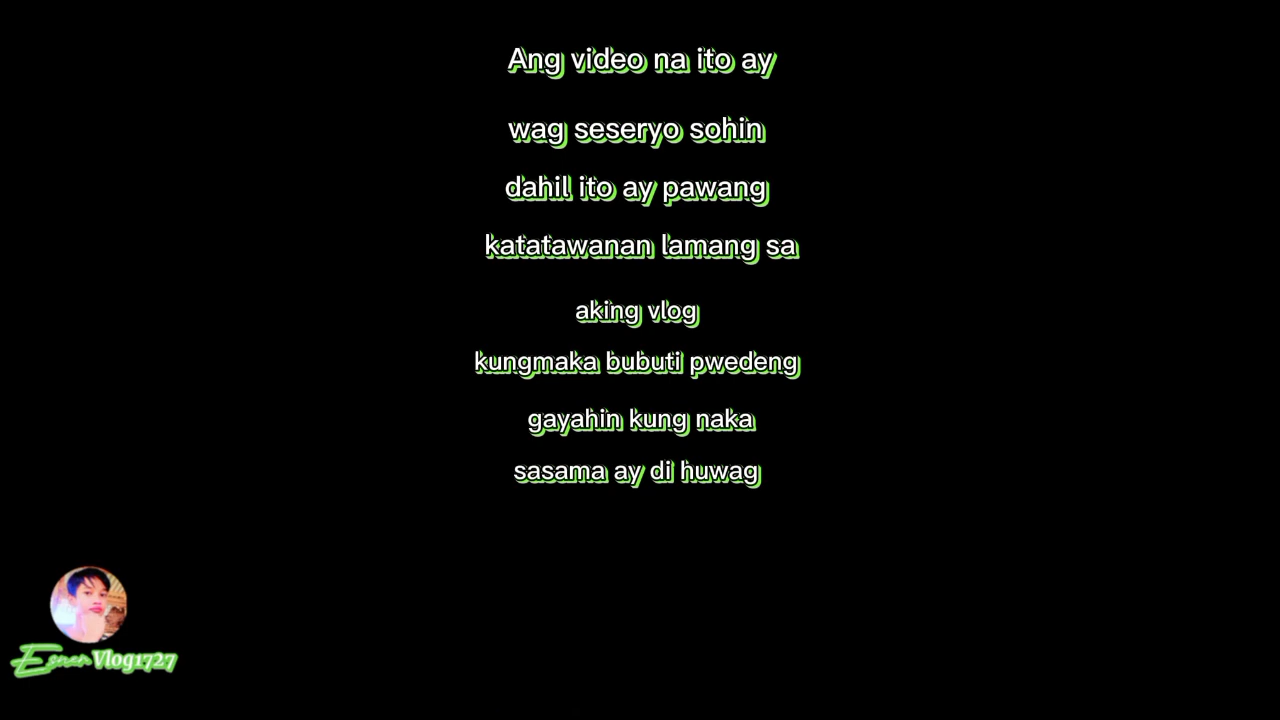 Ang video na ito ay
wag seseryo sohin
dahil ito ay pawang
katatawanan lamang sa
aking vlog
kungmaka bubuti pwedeng
gayahin kung naka
sasama ay di huwag
Vlog1727